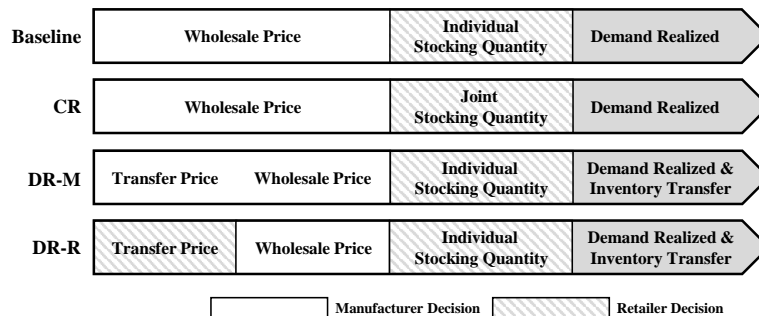 Baseline
Wholesale Price
Individual
Stocking Quantity
Demand Realized
CR
Wholesale Price
Joint
Stocking Quantity
Demand Realized
DR-M
Transfer Price
Wholesale Price
Individual
Stocking Quantity
Demand Realized &
Inventory Transfer
DR-R
Transfer Price
Wholesale Price
Individual
Stocking Quantity
Demand Realized &
Inventory Transfer
Manufacturer Decision
Retailer Decision